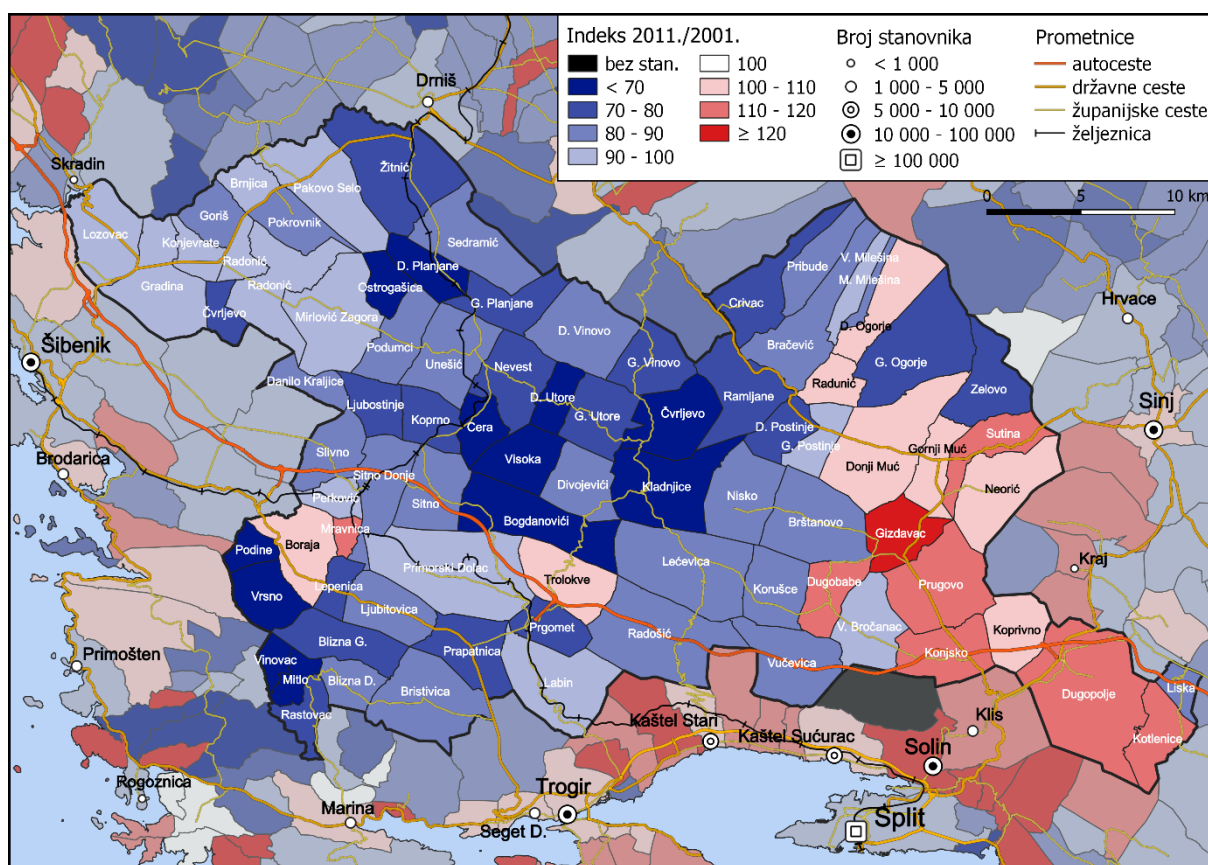 Indeks 2011./2001.
bez stan.
< 70
70 - 80
80 - 90
90 - 100
100
100 - 110
110 - 120
≥ 120
Broj stanovnika
< 1 000
1 000 - 5 000
5 000 - 10 000
10 000 - 100 000
≥ 100 000
Prometnice
autoceste
državne ceste
županijske ceste
željeznica
0 5 10 km
Drniš
Skradin
Žitnić
Brnjica
Pakovo Selo
Goriš
Pokrovnik
Lozovac
Konjevrate
Radonić
Sedramić
D. Planjane
Gradina
Radonić
Ostrogašica
Čvrljevo
Mirlović Zagora
G. Planjane
Podumci
Unešić
D. Vinovo
Šibenik
Nevest
G. Vinovo
Danilo Kraljice
Ljubostinje
Koprno
Čera
D. Utore
G. Utore
Čvrljevo
Ramljane
Pribude
V. Milešina
M. Milešina
Crivac
D. Ogorje
Bračević
G. Ogorje
Radunić
Zelovo
Hrvace
Sinj
D. Postinje
G. Postinje
Sutina
Gornji Muć
Donji Muć
Neorić
Brodarica
Slivno
Sitno Donje
Visoka
Divojevići
Kladnjice
Nisko
Perković
Sitno
Bogdanovići
Brštanovo
Gizdavac
Mravnica
Boraja
Podine
Primorski Dolac
Trolokve
Lećevica
Korušce
Dugobabe
Prugovo
Kraj
Vrsno
Lepenica
Ljubitovica
V. Bročanac
Koprivno
Prgomet
Radošić
Blizna G.
Prapatnica
Vučevica
Konjsko
Primošten
Vinovac
Mitlo
Blizna D.
Bristivica
Labin
Dugopolje
Liska
Rastovac
Kaštel Stari
Kaštel Sućurac
Klis
Kotlenice
Solin
Rogoznica
Marina
Trogir
Seget D.
Split